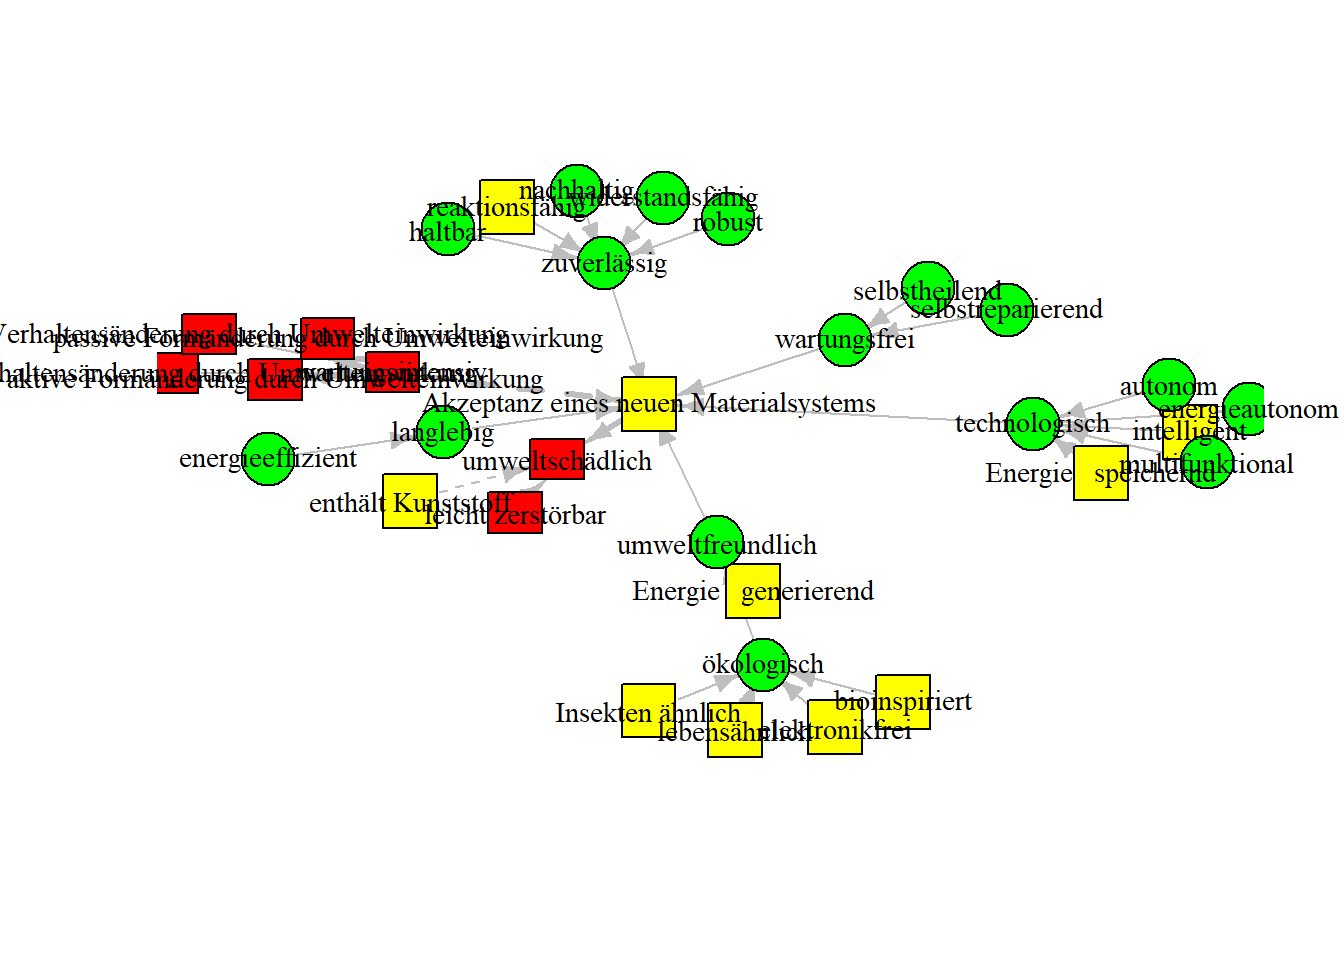 nachhaltig
widerstandsfähig
reaktionsfähig
robust
haltbar
zuverlässig
selbstheilend
selbstreparierend
Verhaltensänderung durch Umwelteinwirkung
passive Formänderung durch Umwelteinwirkung
wartungsfrei
haltensänderung durch Umwelteinwirkung
wartungsintensiv
aktive Formänderung durch Umwelteinwirkung
autonom
Akzeptanz eines neuen Materialsystems
energieautonom
technologisch
langlebig
intelligent
energieeffizient
umweltschädlich
multifunktional
Energie speichernd
enthält Kunststoff
leicht zerstörbar
umweltfreundlich
Energie generierend
ökologisch
bioinspiriert
Insekten ähnlich
lebensähnlich
elektronikfrei